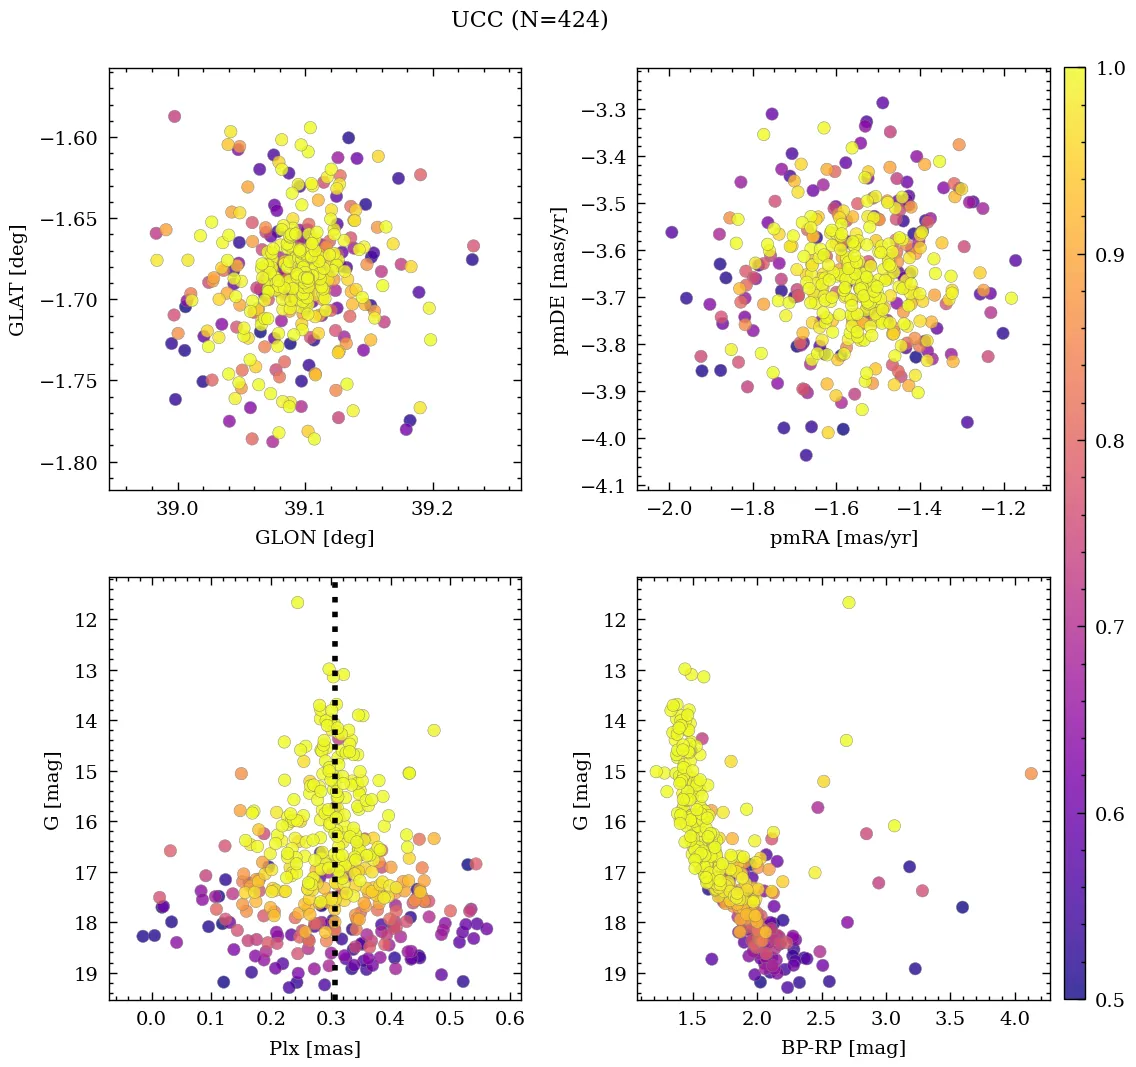 UCC (N=424)
−1.60
−1.65
−1.70
−1.75
−1.80
GLAT [deg]
39.0 39.1 39.2
GLON [deg]
−3.3
−3.4
−3.5
−3.6
−3.7
−3.8
−3.9
−4.0
−4.1
pmDE [mas/yr]
−2.0 −1.8 −1.6 −1.4 −1.2
pmRA [mas/yr]
12
13
14
15
16
17
18
19
G [mag]
0.0 0.1 0.2 0.3 0.4 0.5 0.6
Plx [mas]
12
13
14
15
16
17
18
19
G [mag]
1.5 2.0 2.5 3.0 3.5 4.0
BP-RP [mag]
1.0
0.9
0.8
0.7
0.6
0.5